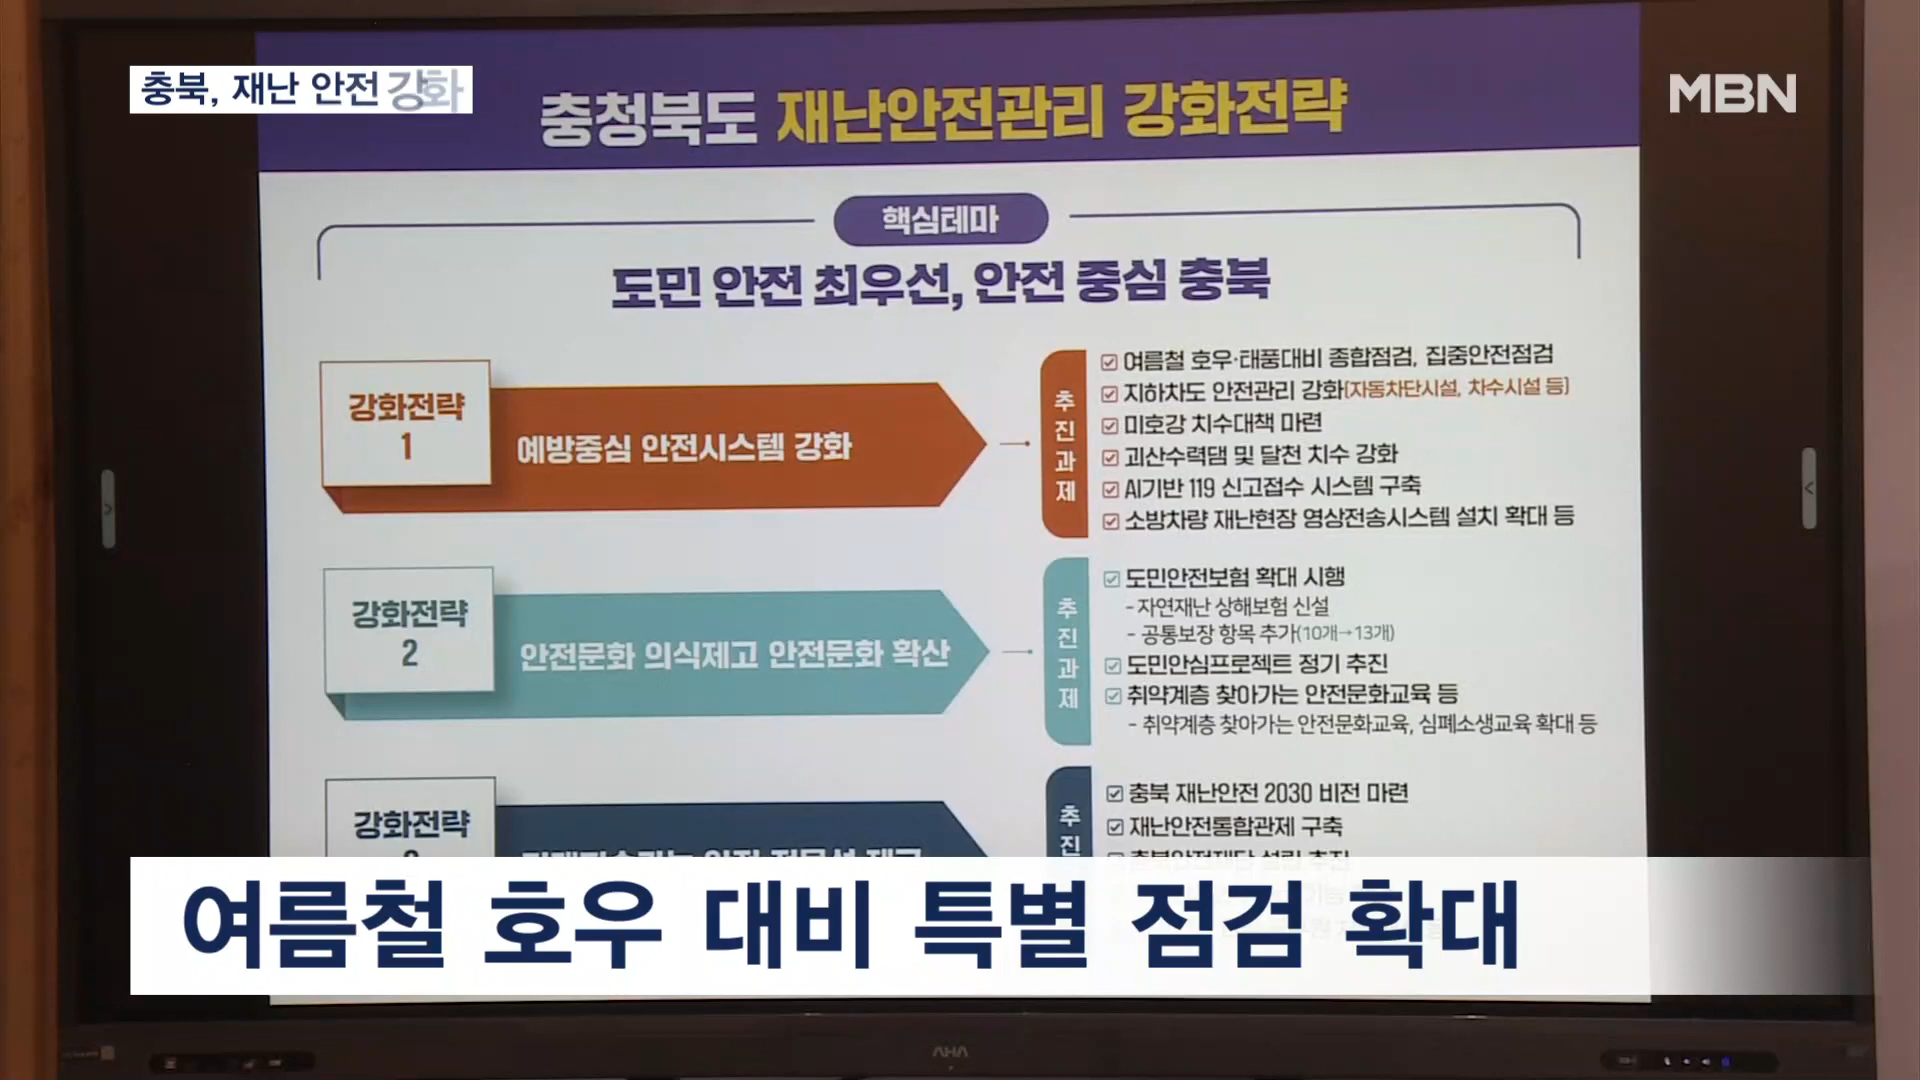 충북, 재난 안전 강화
MBN
충청북도 재난안전관리 강화전략
핵심테마
도민 안전 최우선, 안전 중심 충북
강화전략
1
예방중심 안전시스템 강화
추진과제
여름철 호우·태풍대비 종합점검, 집중안전점검
지하차도 안전관리 강화(자동차단시설, 차수시설 등)
미호강 치수대책 마련
괴산수력댐 및 달천 치수 강화
AI기반 119 신고접수 시스템 구축
소방차량 재난현장 영상전송시스템 설치 확대 등
강화전략
2
안전문화 의식제고 안전문화 확산
추진과제
도민안전보험 확대 시행
- 자연재난 상해보험 신설
- 공통보장 항목 추가(10개→13개)
도민안심프로젝트 정기 추진
취약계층 찾아가는 안전문화교육 등
- 취약계층 찾아가는 안전문화교육, 심폐소생교육 확대 등
강화전략
추진
충북 재난안전 2030 비전 마련
재난안전통합관제 구축
충북안전재단 설립 추진
여름철 호우 대비 특별 점검 확대
AHA